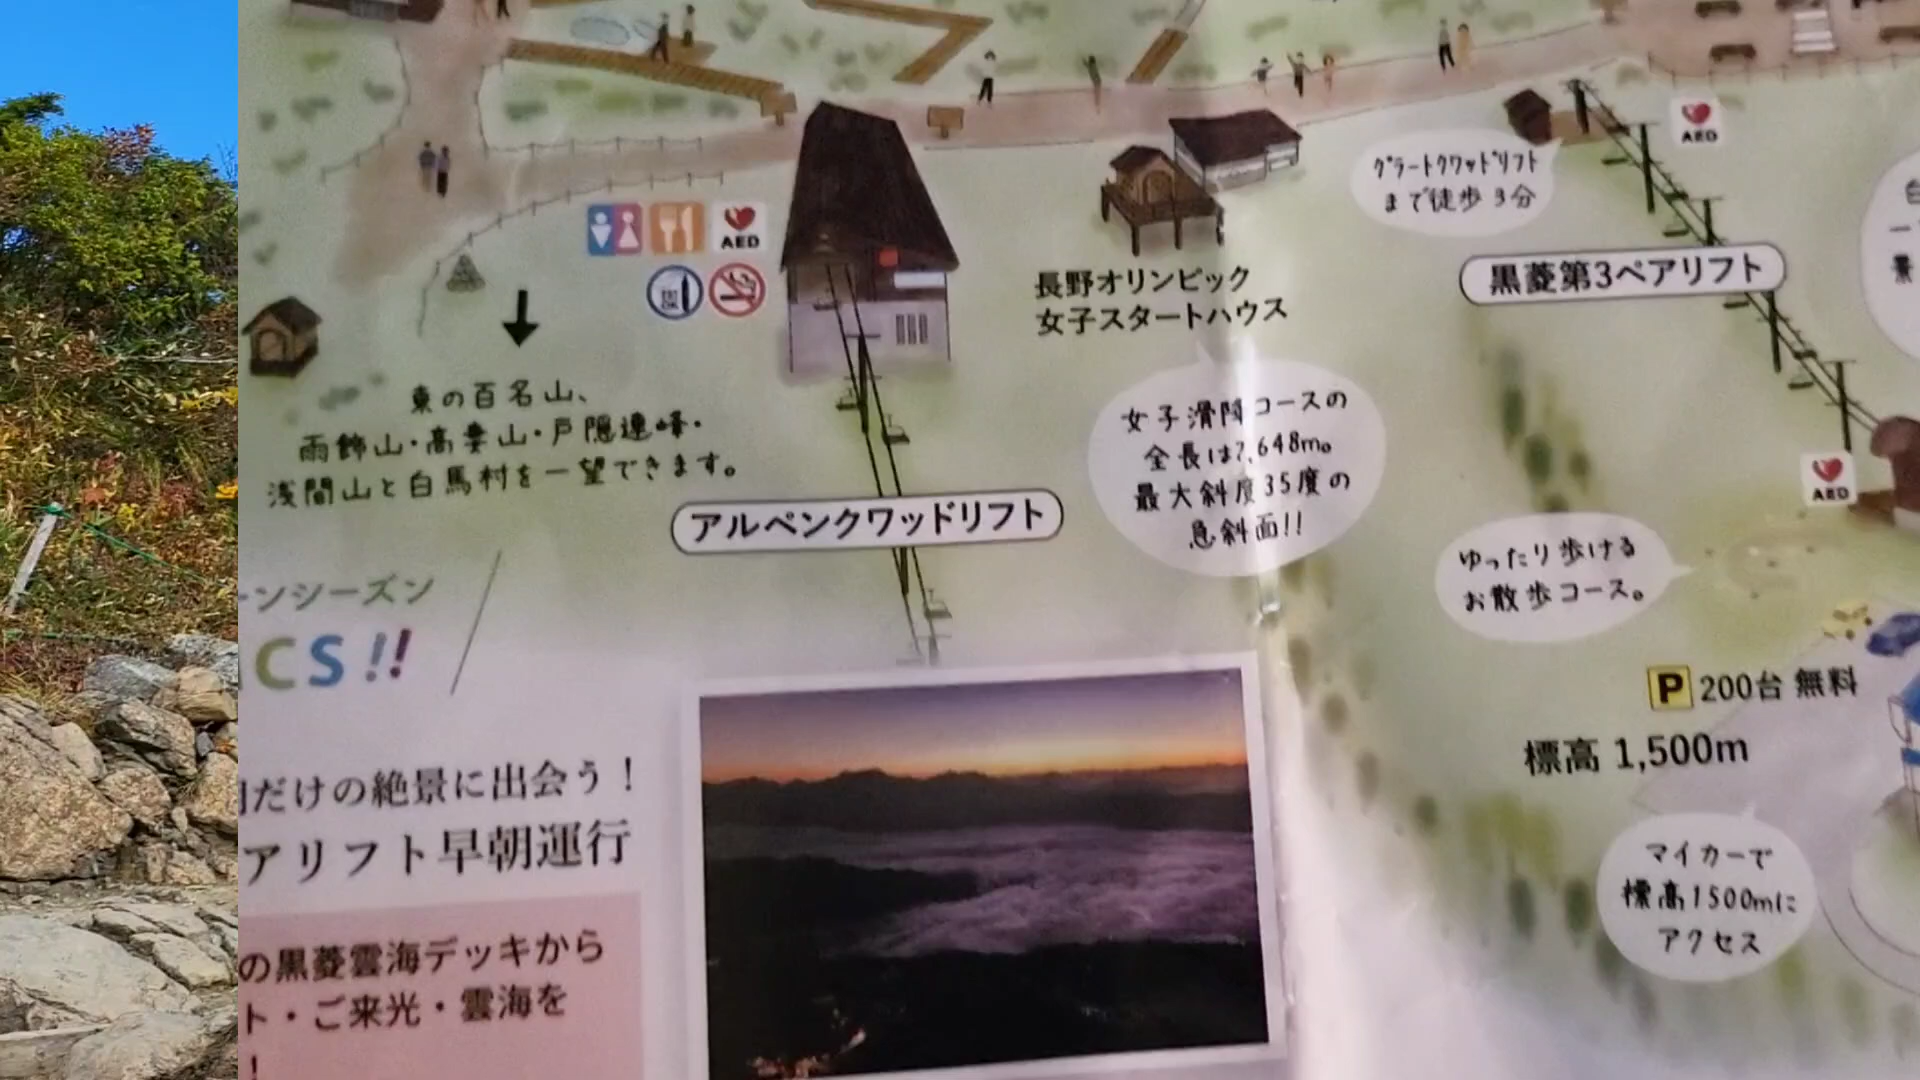 AED
グラートクワッドリフト
まで徒歩3分
黒菱第3ペアリフト
AED
長野オリンピック
女子スタートハウス
東の百名山、
雨飾山・高妻山・戸隠連峰・
浅間山と白馬村を一望できます。
女子滑降コースの
全長は2,648m。
最大斜度35度の
急斜面!!
アルペンクワッドリフト
AED
ゆったり歩ける
お散歩コース。
ーンシーズン
CS!!
P 200台 無料
標高 1,500m
だけの絶景に出会う!
アリフト早朝運行
マイカーで
標高1500mに
アクセス
の黒菱雲海デッキから
ト・ご来光・雲海を
!